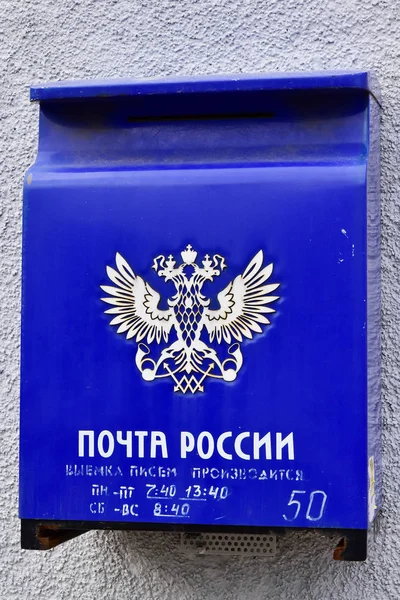 ПОЧТА РОССИИ
ВЫЕМКА ПИСЕМ ПРОИЗВОДИТСЯ
ПН -ПТ 7:40 13:40
СБ -ВС 8:40
50